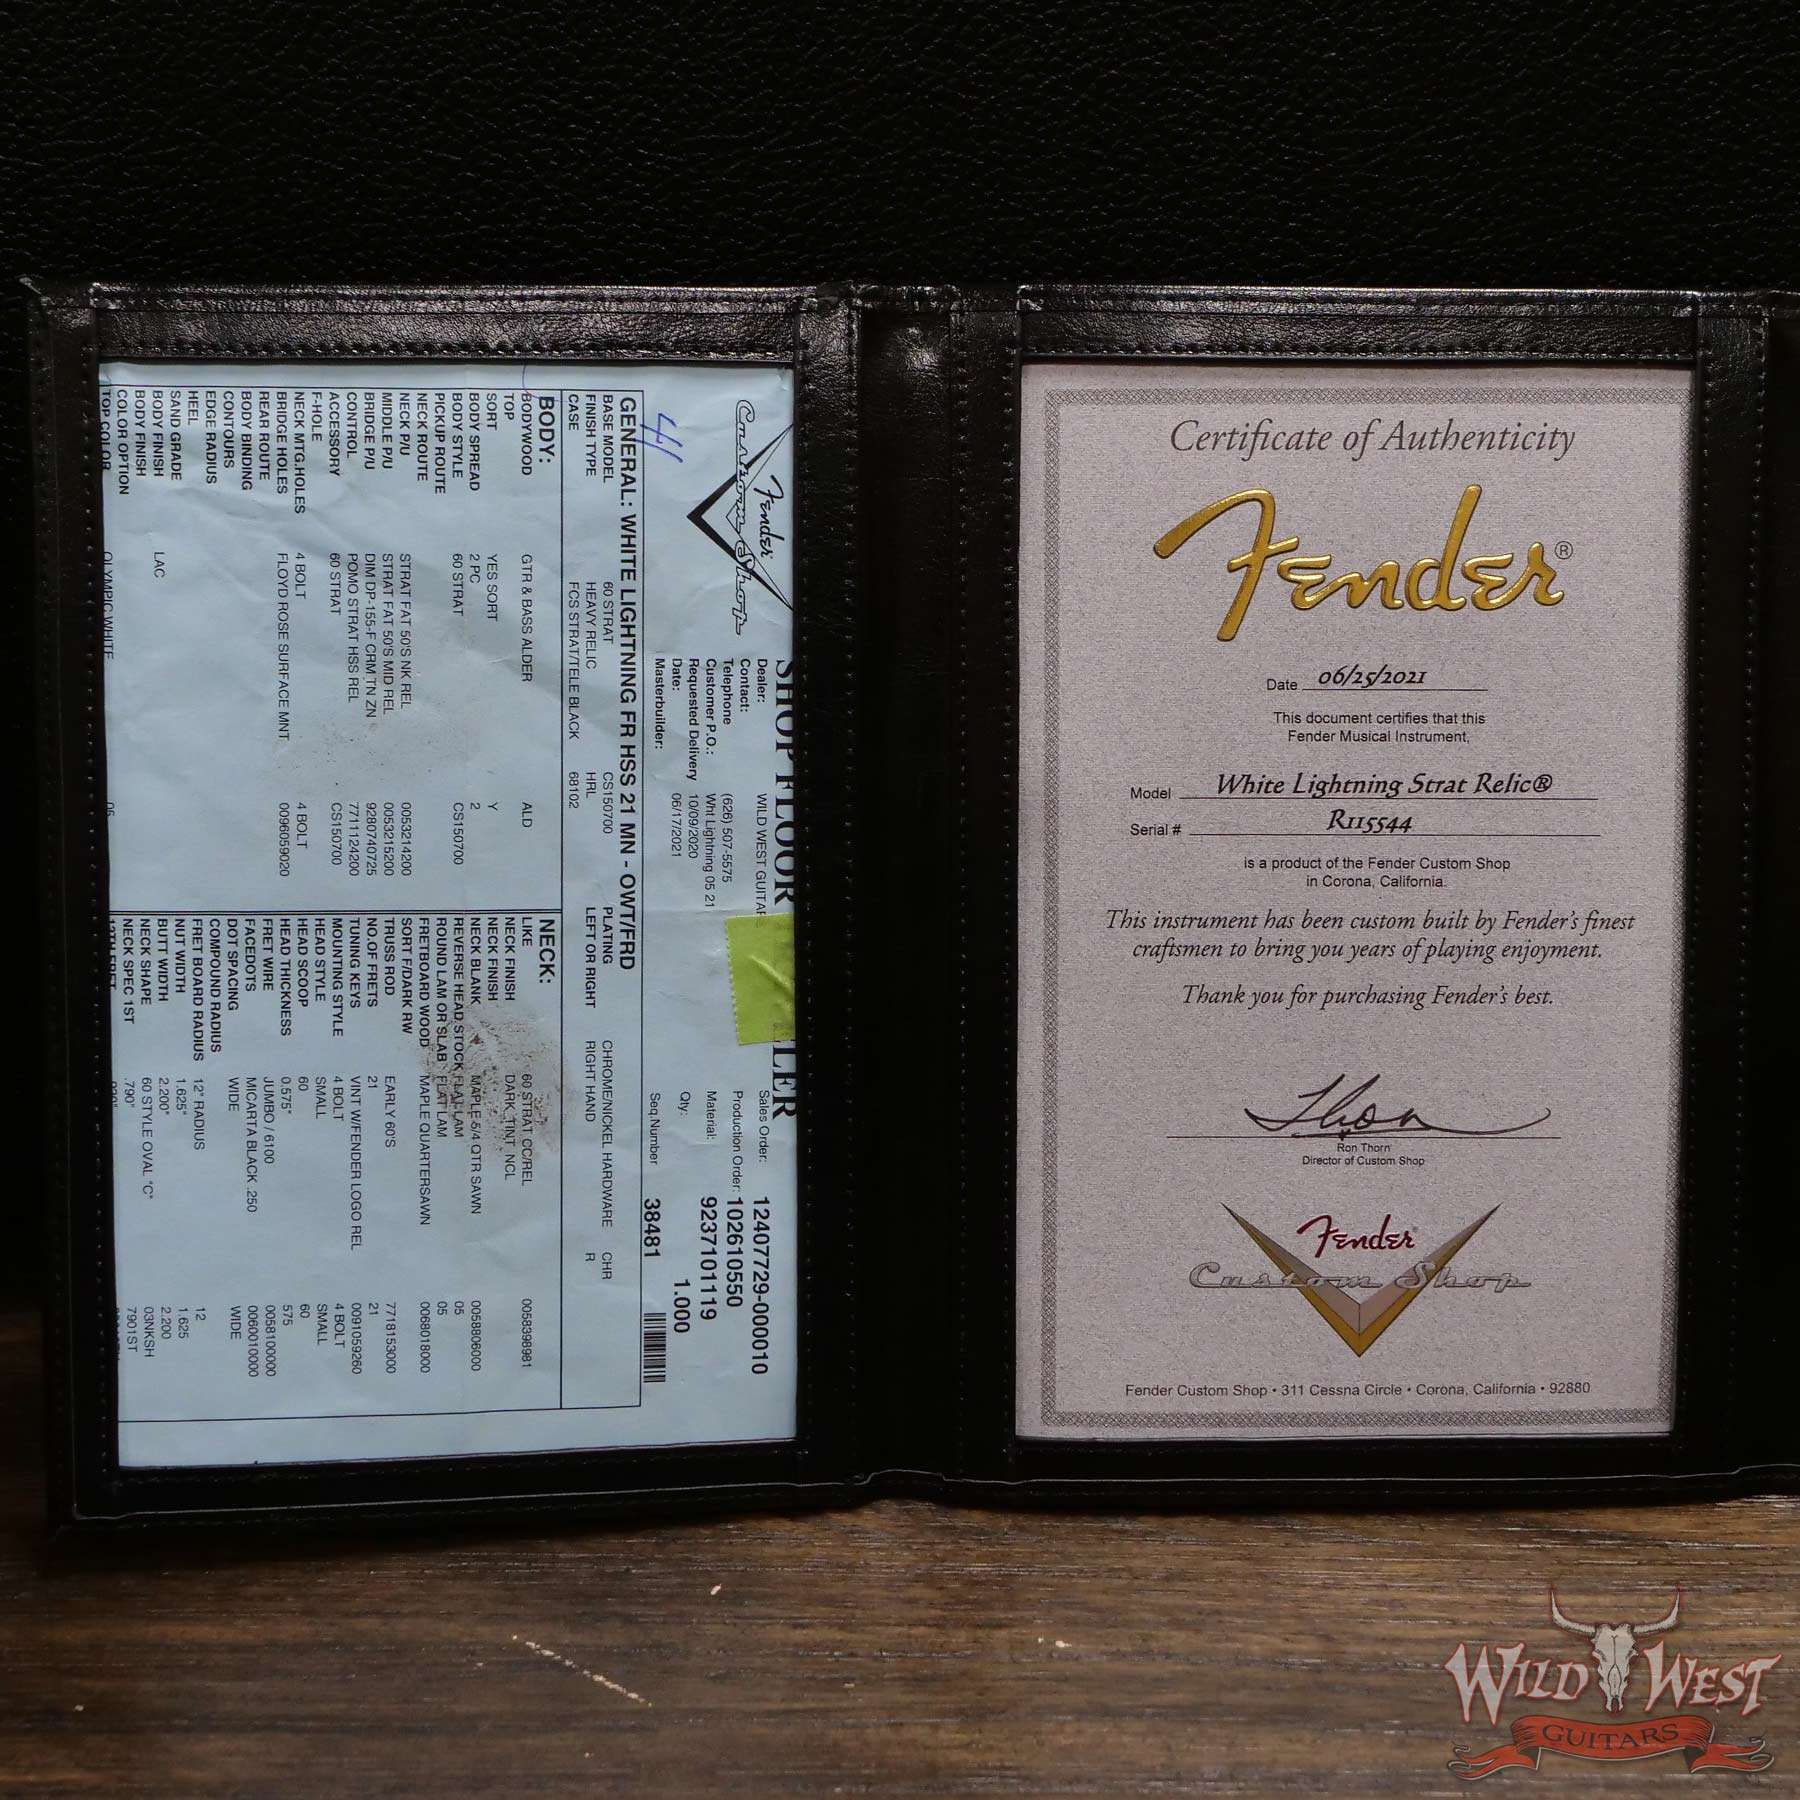 Fender
Custom Shop
SHOP FLOOR
Dealer: WILD WEST GUITAR
Contact:
Telephone (626) 507-5575
Customer P.O.: Wht Lightning 05 21
Requested Delivery 10/09/2020
Date: 06/17/2021
Masterbuilder:
Sales Order: 12407729-000010
Production Order: 102610550
Material: 9237101119
Qty: 1.000
Seq Number 38481
41
GENERAL: WHITE LIGHTNING FR HSS 21 MN - OWT/FRD
BASE MODEL 60 STRAT CS150700 PLATING CHROME/NICKEL HARDWARE CHR
FINISH TYPE HEAVY RELIC HRL LEFT OR RIGHT RIGHT HAND R
CASE FCS STRAT/TELE BLACK 68102
BODY:
BODYWOOD GTR & BASS ALDER ALD
TOP
SORT YES SORT Y
BODY SPREAD 2 PC 2
BODY STYLE 60 STRAT CS150700
PICKUP ROUTE
NECK ROUTE
NECK P/U STRAT FAT 50'S NK REL 0053214200
MIDDLE P/U STRAT FAT 50'S MID REL 0053215200
BRIDGE P/U DIM DP-155-F CRM TN ZN 9280740725
CONTROL POMO STRAT HSS REL 7711124200
ACCESSORY 60 STRAT CS150700
F-HOLE
NECK MTG.HOLES 4 BOLT 4 BOLT
BRIDGE HOLES FLOYD ROSE SURFACE MNT 0096059020
REAR ROUTE
BODY BINDING
CONTOURS
EDGE RADIUS
HEEL
SAND GRADE
BODY FINISH LAC
BODY FINISH
COLOR OPTION
TOP COLOR OLYMPIC WHITE 05
NECK:
LIKE 60 STRAT CC/REL 0058398981
NECK FINISH DARK TINT NCL
NECK FINISH
NECK BLANK MAPLE 5/4 QTR SAWN 0058806000
REVERSE HEAD STOCK FLAT LAM 05
ROUND LAM OR SLAB FLAT LAM 05
FRETBOARD WOOD MAPLE QUARTERSAWN 0068018000
SORT F/DARK RW
TRUSS ROD EARLY 60'S 7718153000
NO.OF FRETS 21 21
TUNING KEYS VINT W/FENDER LOGO REL 0091059260
MOUNTING STYLE 4 BOLT 4 BOLT
HEAD STYLE SMALL SMALL
HEAD SCOOP 60 60
HEAD THICKNESS 0.575" 575
FRET WIRE JUMBO / 6100 0058100000
FACEDOTS MICARTA BLACK .250 0060010000
DOT SPACING WIDE WIDE
COMPOUND RADIUS
FRET BOARD RADIUS 12" RADIUS 12
NUT WIDTH 1.625" 1.625
BUTT WIDTH 2.200" 2.200
NECK SHAPE 60 STYLE OVAL "C" 03NKSH
NECK SPEC 1ST .790" 7901ST
Certificate of Authenticity
Fender®
Date 06/25/2021
This document certifies that this
Fender Musical Instrument,
Model White Lightning Strat Relic®
Serial # R115544
is a product of the Fender Custom Shop
in Corona, California.
This instrument has been custom built by Fender's finest
craftsmen to bring you years of playing enjoyment.
Thank you for purchasing Fender's best.
Thorn
Ron Thorn
Director of Custom Shop
Fender®
Custom Shop
Fender Custom Shop • 311 Cessna Circle • Corona, California • 92880
WILD WEST
GUITARS